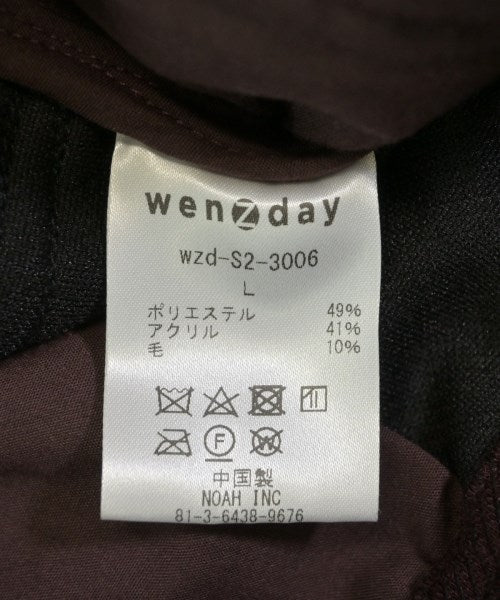 wenZday
wzd-S2-3006
L
ポリエステル 49%
アクリル 41%
毛 10%
F W
中国製
NOAH INC
81-3-6438-9676